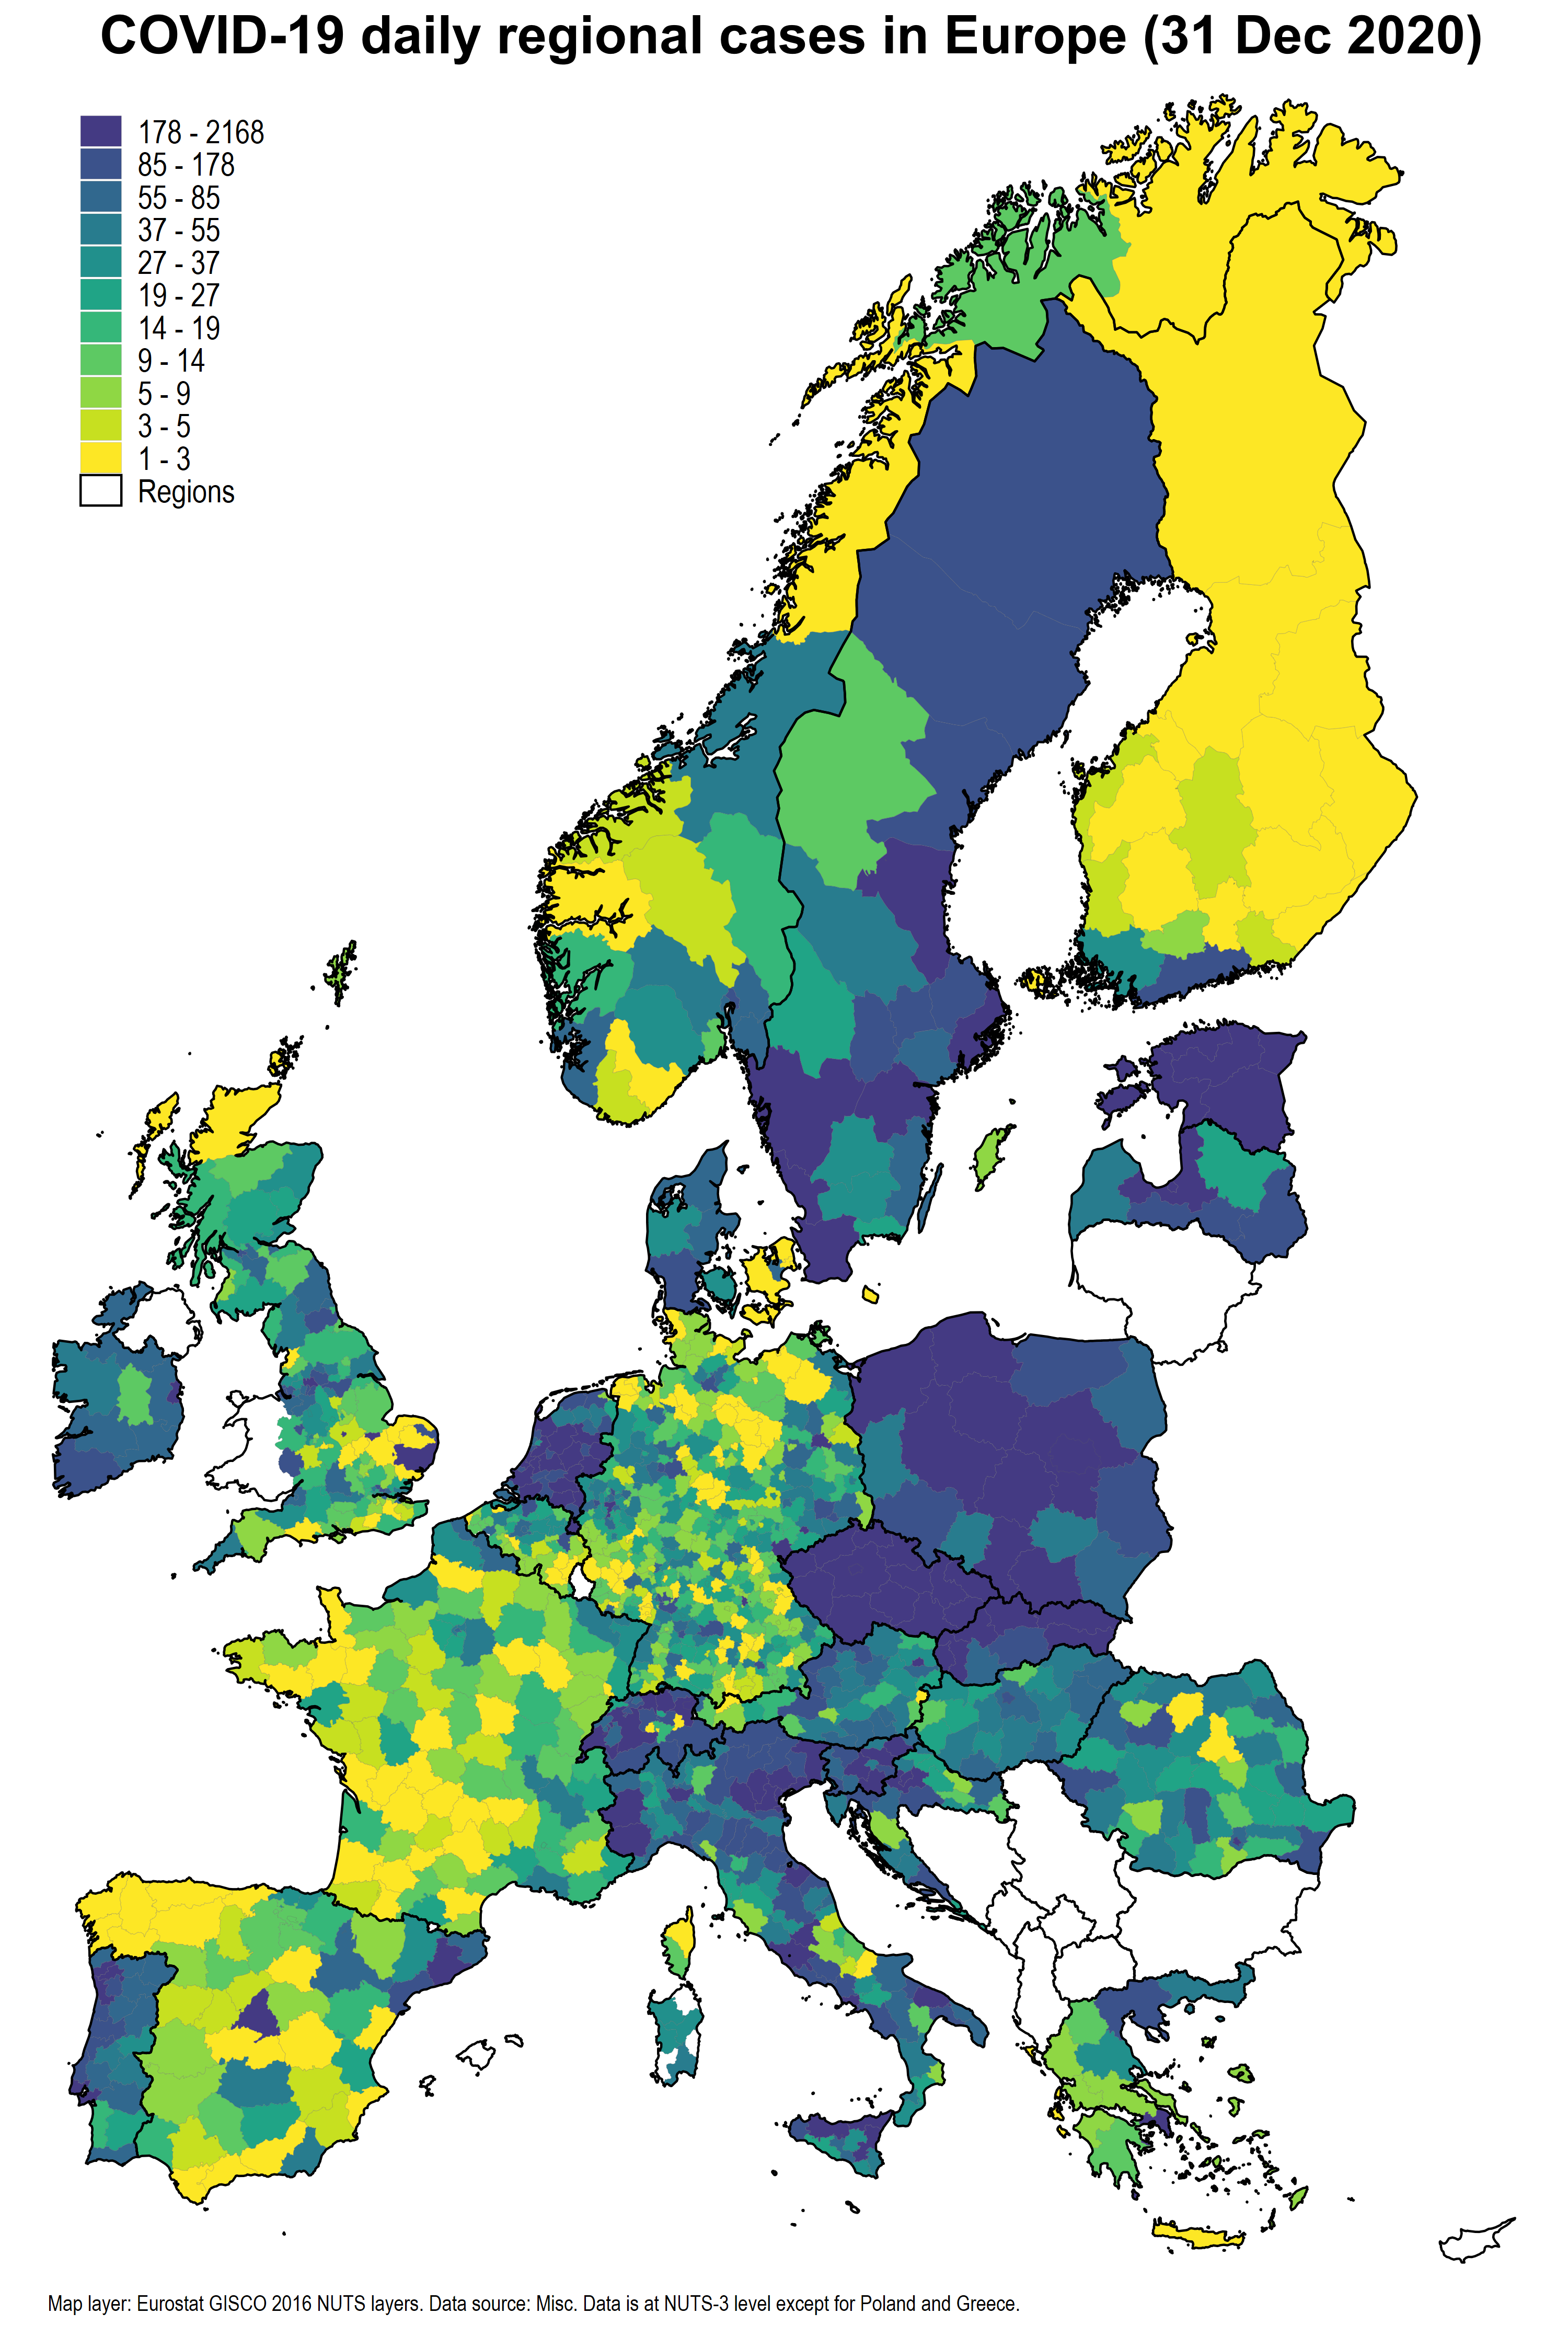 COVID-19 daily regional cases in Europe (31 Dec 2020)
178 - 2168
85 - 178
55 - 85
37 - 55
27 - 37
19 - 27
14 - 19
9 - 14
5 - 9
3 - 5
1 - 3
Regions
Map layer: Eurostat GISCO 2016 NUTS layers. Data source: Misc. Data is at NUTS-3 level except for Poland and Greece.